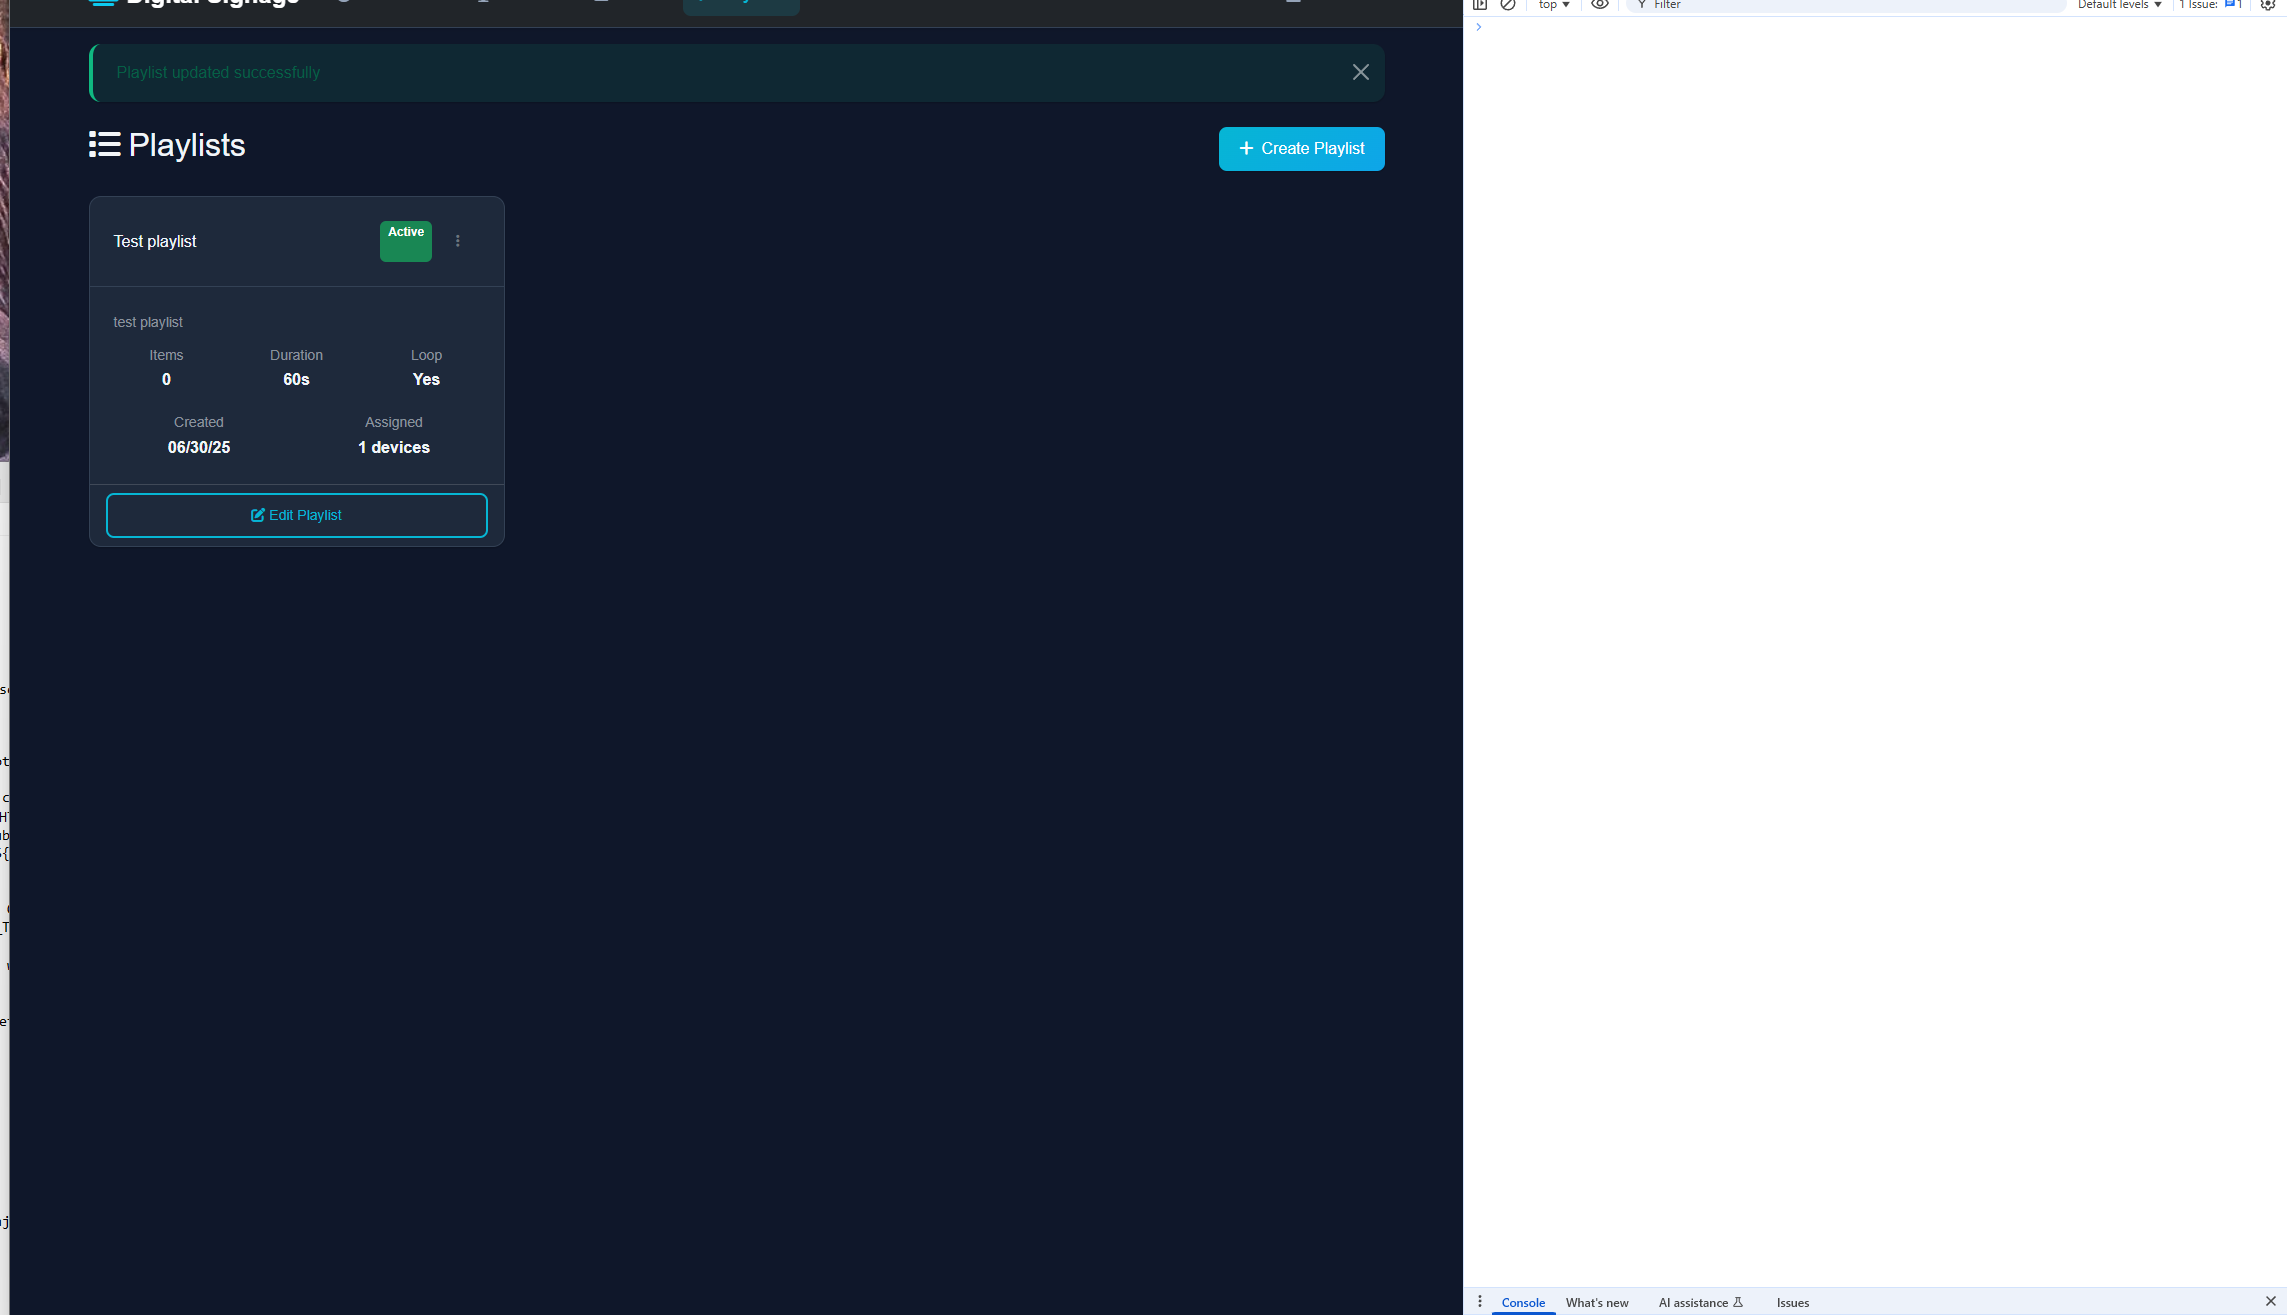 Digital Signage
top
Filter
Default levels
1 Issue: 1
Playlist updated successfully
Playlists
Create Playlist
Test playlist
Active
test playlist
Items
Duration
Loop
0
60s
Yes
Created
Assigned
06/30/25
1 devices
Edit Playlist
Console
What's new
AI assistance
Issues